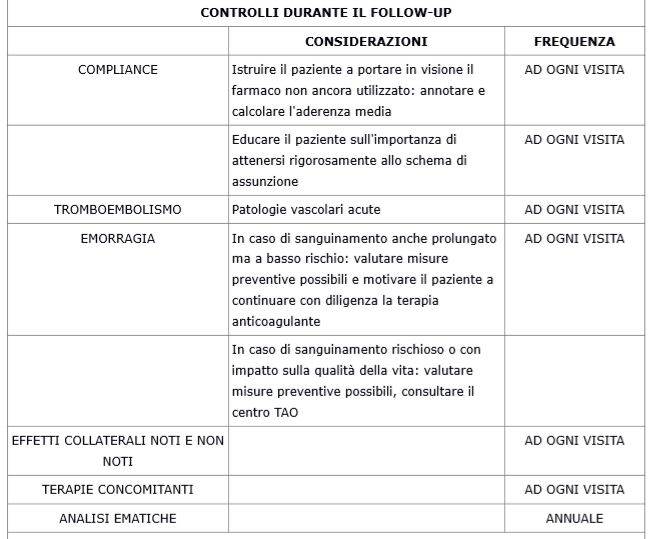 CONTROLLI DURANTE IL FOLLOW-UP
CONSIDERAZIONI FREQUENZA
COMPLIANCE Istruire il paziente a portare in visione il AD OGNI VISITA
farmaco non ancora utilizzato: annotare e
calcolare l'aderenza media
Educare il paziente sull'importanza di AD OGNI VISITA
attenersi rigorosamente allo schema di
assunzione
TROMBOEMBOLISMO Patologie vascolari acute AD OGNI VISITA
EMORRAGIA In caso di sanguinamento anche prolungato AD OGNI VISITA
ma a basso rischio: valutare misure
preventive possibili e motivare il paziente a
continuare con diligenza la terapia
anticoagulante
In caso di sanguinamento rischioso o con
impatto sulla qualità della vita: valutare
misure preventive possibili, consultare il
centro TAO
EFFETTI COLLATERALI NOTI E NON AD OGNI VISITA
NOTI
TERAPIE CONCOMITANTI AD OGNI VISITA
ANALISI EMATICHE ANNUALE